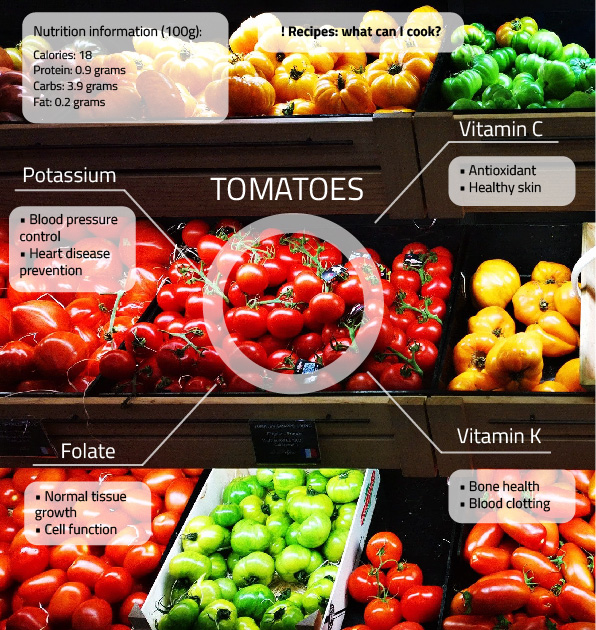 Nutrition information (100g):
Calories: 18
Protein: 0.9 grams
Carbs: 3.9 grams
Fat: 0.2 grams
! Recipes: what can I cook?
Vitamin C
▪ Antioxidant
▪ Healthy skin
Potassium
▪ Blood pressure
control
▪ Heart disease
prevention
TOMATOES
Folate
▪ Normal tissue
growth
▪ Cell function
Vitamin K
▪ Bone health
▪ Blood clotting